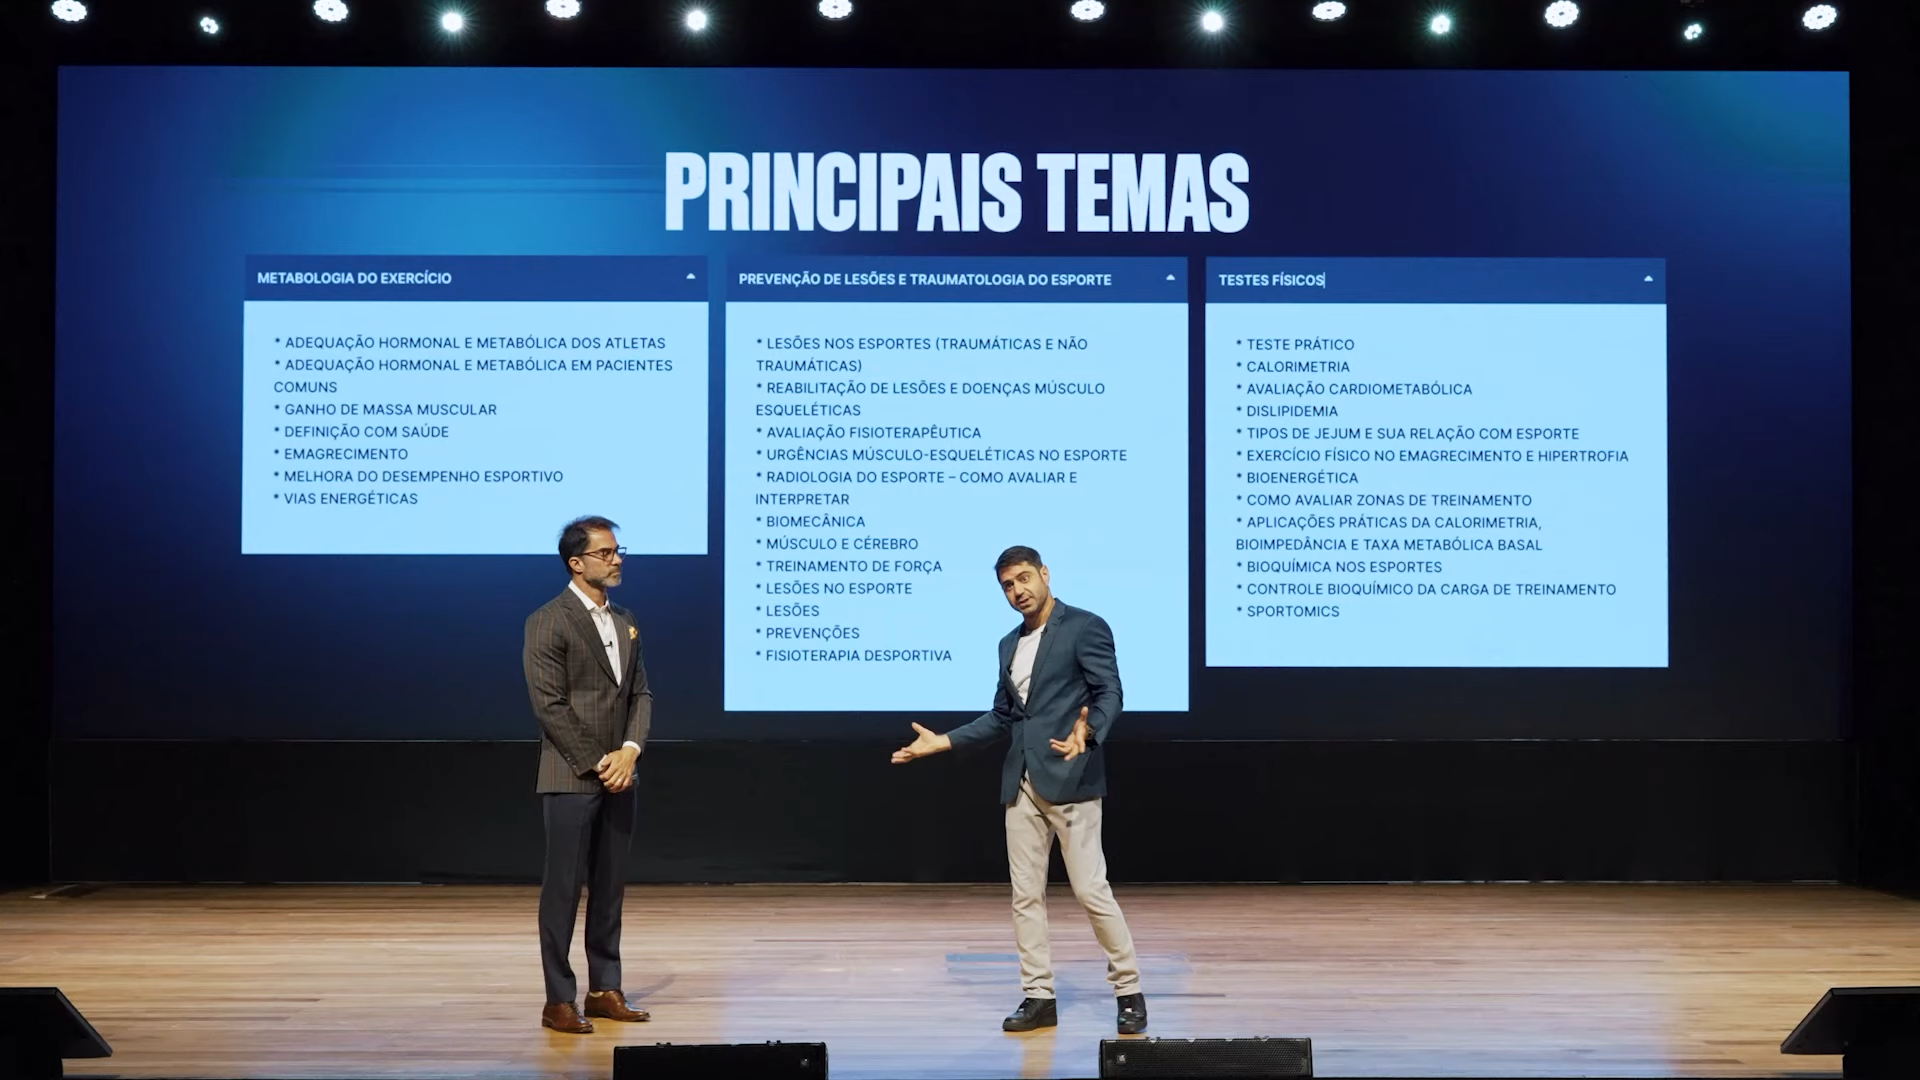 PRINCIPAIS TEMAS
METABOLOGIA DO EXERCÍCIO
* ADEQUAÇÃO HORMONAL E METABÓLICA DOS ATLETAS
* ADEQUAÇÃO HORMONAL E METABÓLICA EM PACIENTES
COMUNS
* GANHO DE MASSA MUSCULAR
* DEFINIÇÃO COM SAÚDE
* EMAGRECIMENTO
* MELHORA DO DESEMPENHO ESPORTIVO
* VIAS ENERGÉTICAS
PREVENÇÃO DE LESÕES E TRAUMATOLOGIA DO ESPORTE
* LESÕES NOS ESPORTES (TRAUMÁTICAS E NÃO
TRAUMÁTICAS)
* REABILITAÇÃO DE LESÕES E DOENÇAS MÚSCULO
ESQUELÉTICAS
* AVALIAÇÃO FISIOTERAPÊUTICA
* URGÊNCIAS MÚSCULO-ESQUELÉTICAS NO ESPORTE
* RADIOLOGIA DO ESPORTE – COMO AVALIAR E
INTERPRETAR
* BIOMECÂNICA
* MÚSCULO E CÉREBRO
* TREINAMENTO DE FORÇA
* LESÕES NO ESPORTE
* LESÕES
* PREVENÇÕES
* FISIOTERAPIA DESPORTIVA
TESTES FÍSICOS
* TESTE PRÁTICO
* CALORIMETRIA
* AVALIAÇÃO CARDIOMETABÓLICA
* DISLIPIDEMIA
* TIPOS DE JEJUM E SUA RELAÇÃO COM ESPORTE
* EXERCÍCIO FÍSICO NO EMAGRECIMENTO E HIPERTROFIA
* BIOENERGÉTICA
* COMO AVALIAR ZONAS DE TREINAMENTO
* APLICAÇÕES PRÁTICAS DA CALORIMETRIA,
BIOIMPEDÂNCIA E TAXA METABÓLICA BASAL
* BIOQUÍMICA NOS ESPORTES
* CONTROLE BIOQUÍMICO DA CARGA DE TREINAMENTO
* SPORTOMICS